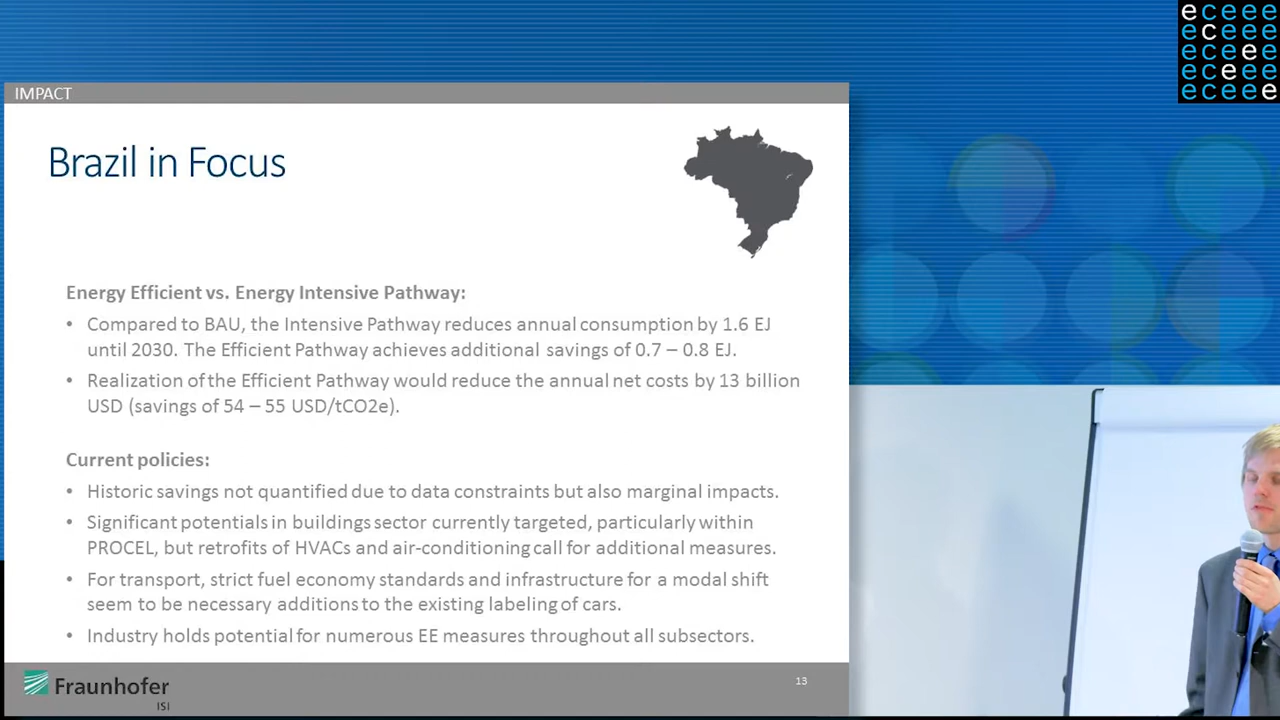 eceee
eceee
eceee
eceee
eceee
IMPACT
Brazil in Focus
Energy Efficient vs. Energy Intensive Pathway:
• Compared to BAU, the Intensive Pathway reduces annual consumption by 1.6 EJ
until 2030. The Efficient Pathway achieves additional savings of 0.7 – 0.8 EJ.
• Realization of the Efficient Pathway would reduce the annual net costs by 13 billion
USD (savings of 54 – 55 USD/tCO2e).
Current policies:
• Historic savings not quantified due to data constraints but also marginal impacts.
• Significant potentials in buildings sector currently targeted, particularly within
PROCEL, but retrofits of HVACs and air-conditioning call for additional measures.
• For transport, strict fuel economy standards and infrastructure for a modal shift
seem to be necessary additions to the existing labeling of cars.
• Industry holds potential for numerous EE measures throughout all subsectors.
Fraunhofer
ISI
13